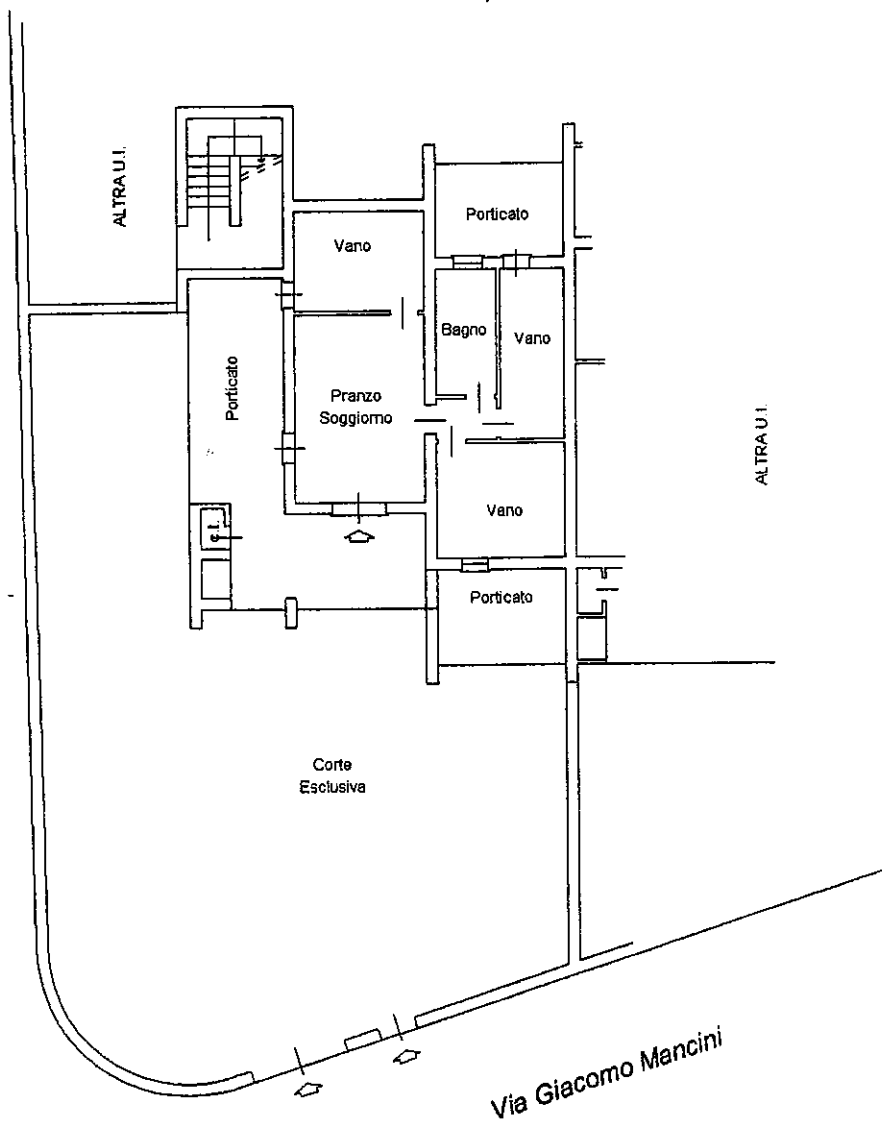 ALTRA U.I.
Porticato
Vano
Bagno
Vano
Porticato
Pranzo
Soggiorno
ALTRA U.I.
Vano
c.t.
Porticato
Corte
Esclusiva
Via Giacomo Mancini